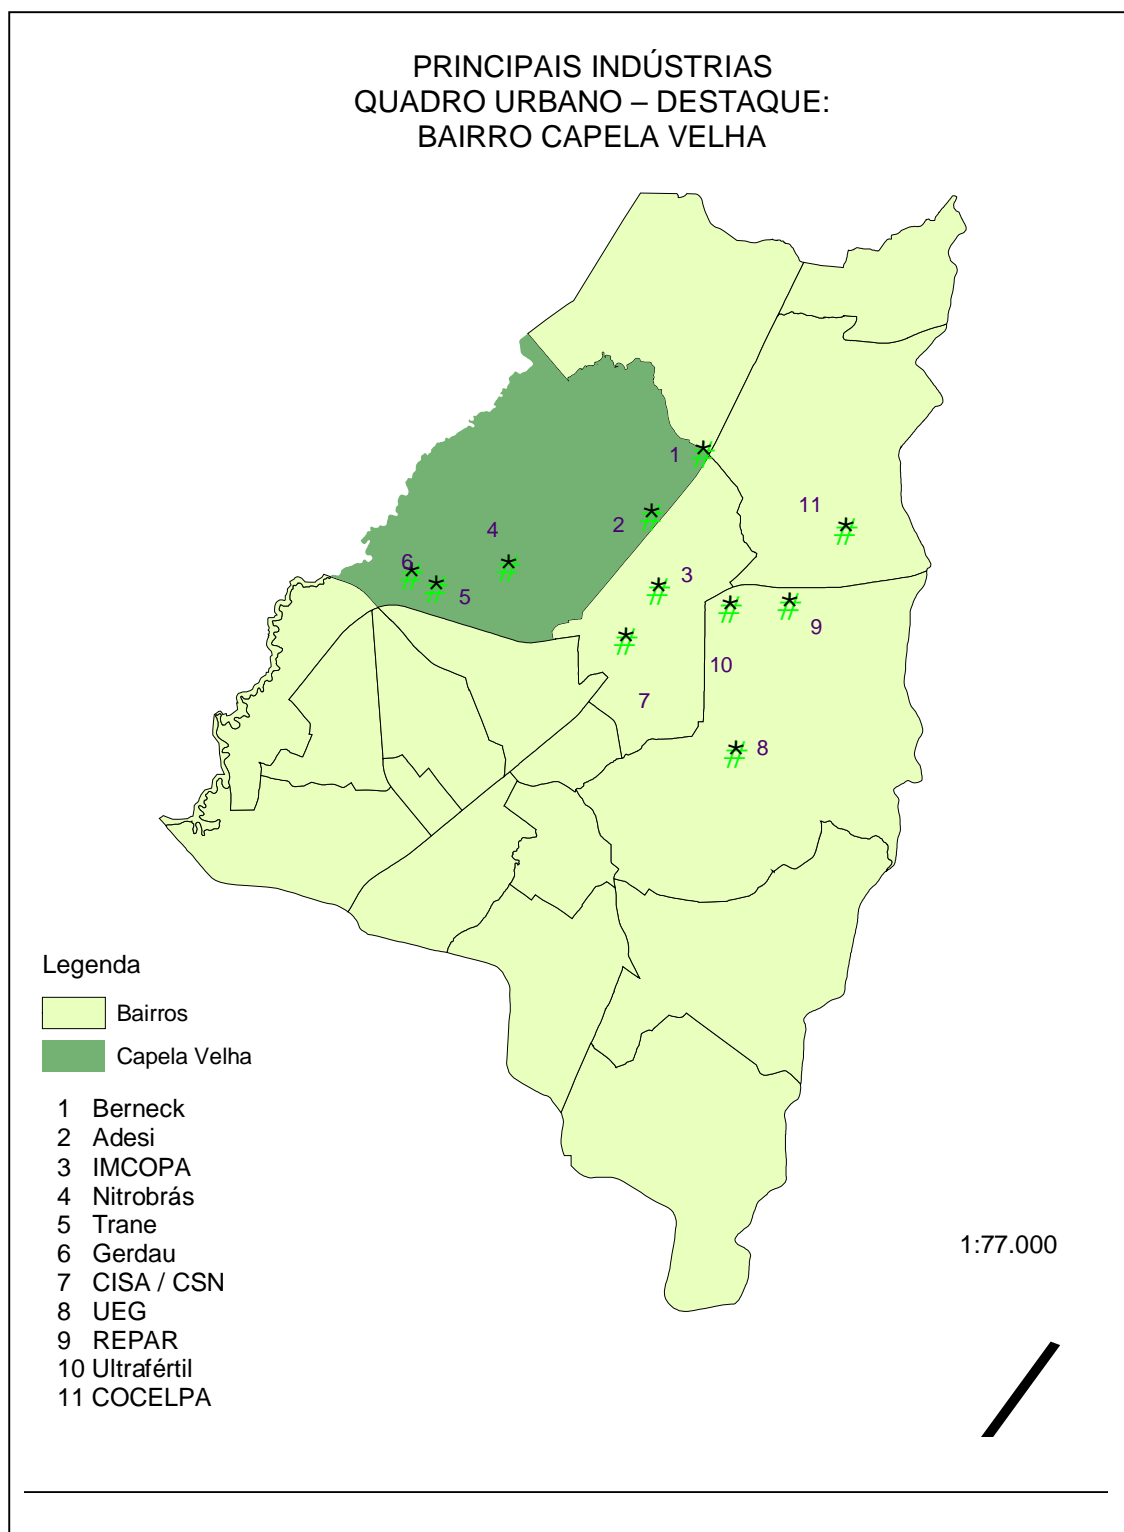 PRINCIPAIS INDÚSTRIAS
QUADRO URBANO – DESTAQUE:
BAIRRO CAPELA VELHA
1
2
11
4
6
5
3
9
10
7
8
Legenda
Bairros
Capela Velha
1 Berneck
2 Adesi
3 IMCOPA
4 Nitrobrás
5 Trane
6 Gerdau
7 CISA / CSN
8 UEG
9 REPAR
10 Ultrafértil
11 COCELPA
1:77.000